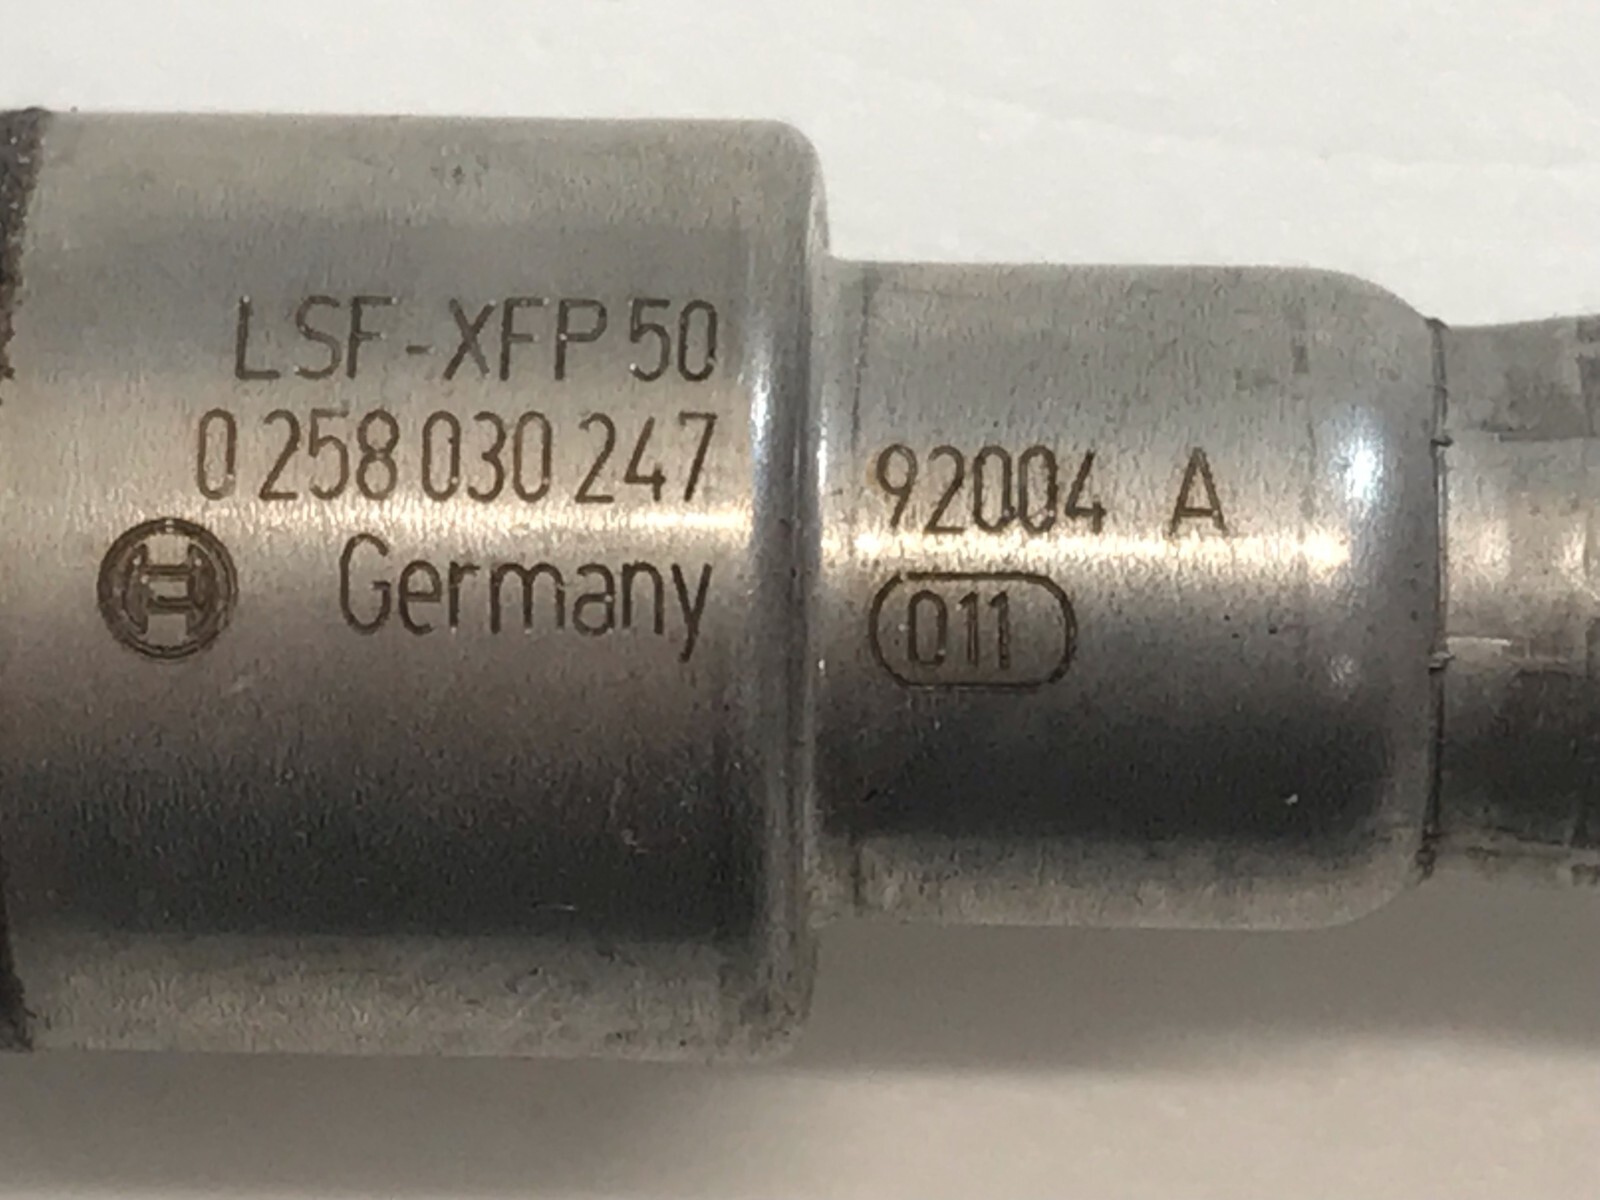 LSF-XFP 50
0 258 030 247
Germany
92004 A
011